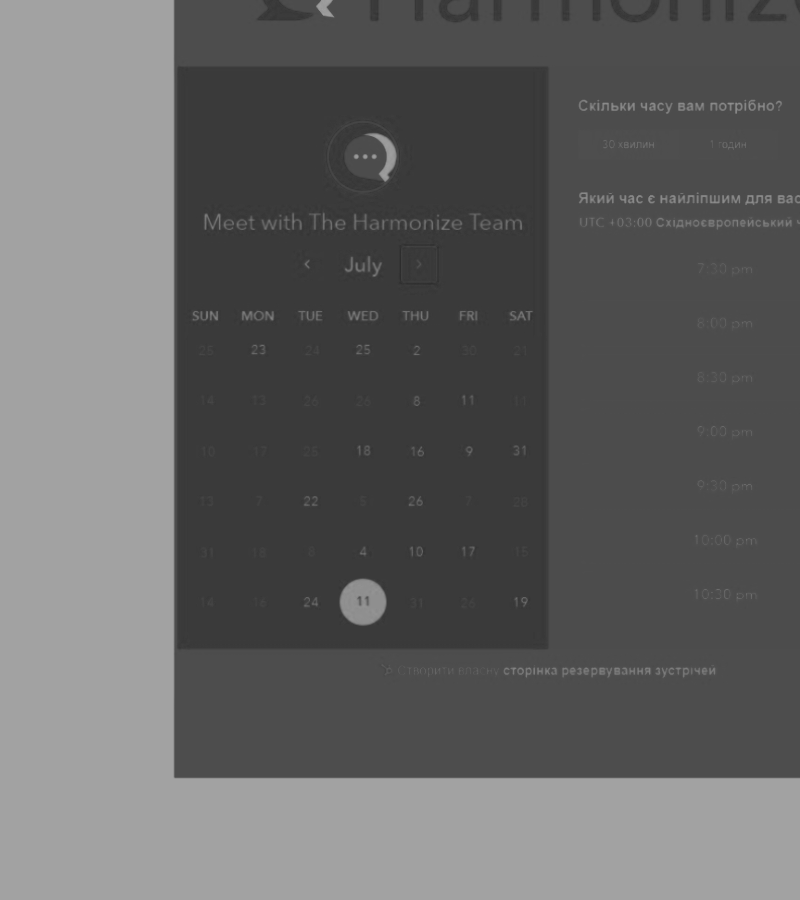 Harmonize
Meet with The Harmonize Team
July
SUN MON TUE WED THU FRI SAT
25 23 24 25 2 30 21
14 13 26 26 8 11 11
10 17 25 18 16 9 31
13 7 22 5 26 7 20
31 18 8 4 10 17 15
14 16 24 11 31 26 19
Скільки часу вам потрібно?
30 хвилин 1 годин
Який час є найліпшим для вас
UTC +03:00 Східноєвропейський ч
7:30 pm
8:00 pm
8:30 pm
9:00 pm
9:30 pm
10:00 pm
10:30 pm
Створити власну сторінка резервування зустрічей